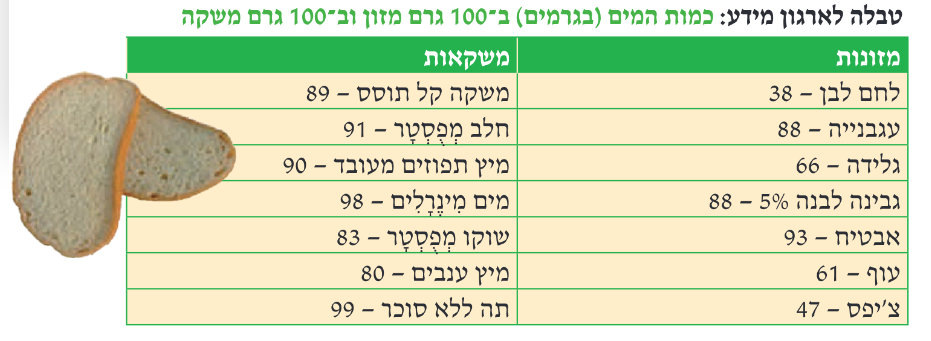 טבלה לארגון מידע: כמות המים (בגרמים) ב־100 גרם מזון וב־100 גרם משקה
מזונות משקאות
לחם לבן – 38 משקה קל תוסס – 89
עגבנייה – 88 חלב מְפֻסְטָר – 91
גלידה – 66 מיץ תפוזים מעובד – 90
גבינה לבנה 5% – 88 מים מִינֶרָלִים – 98
אבטיח – 93 שוקו מְפֻסְטָר – 83
עוף – 61 מיץ ענבים – 80
צ'יפס – 47 תה ללא סוכר – 99